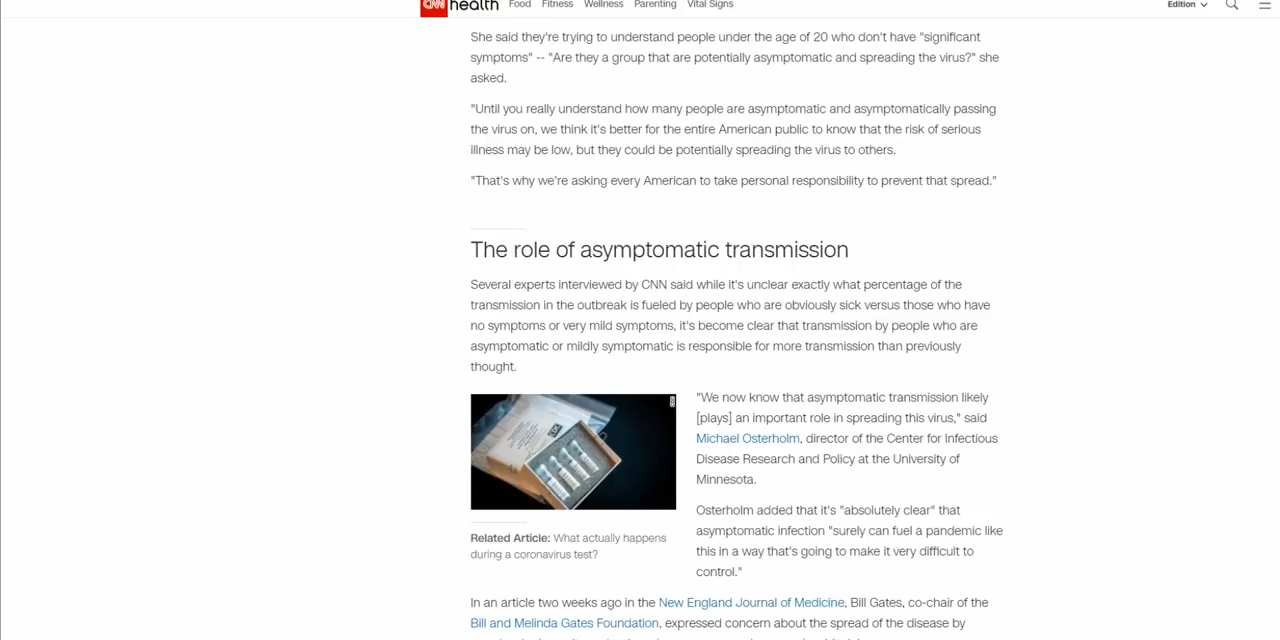 CNN health Food Fitness Wellness Parenting Vital Signs Edition
She said they're trying to understand people under the age of 20 who don't have "significant
symptoms" -- "Are they a group that are potentially asymptomatic and spreading the virus?" she
asked.
"Until you really understand how many people are asymptomatic and asymptomatically passing
the virus on, we think it's better for the entire American public to know that the risk of serious
illness may be low, but they could be potentially spreading the virus to others.
"That's why we're asking every American to take personal responsibility to prevent that spread."
The role of asymptomatic transmission
Several experts interviewed by CNN said while it's unclear exactly what percentage of the
transmission in the outbreak is fueled by people who are obviously sick versus those who have
no symptoms or very mild symptoms, it's become clear that transmission by people who are
asymptomatic or mildly symptomatic is responsible for more transmission than previously
thought.
"We now know that asymptomatic transmission likely
[plays] an important role in spreading this virus," said
Michael Osterholm, director of the Center for Infectious
Disease Research and Policy at the University of
Minnesota.
Osterholm added that it's "absolutely clear" that
asymptomatic infection "surely can fuel a pandemic like
this in a way that's going to make it very difficult to
control."
Related Article: What actually happens
during a coronavirus test?
In an article two weeks ago in the New England Journal of Medicine, Bill Gates, co-chair of the
Bill and Melinda Gates Foundation, expressed concern about the spread of the disease by